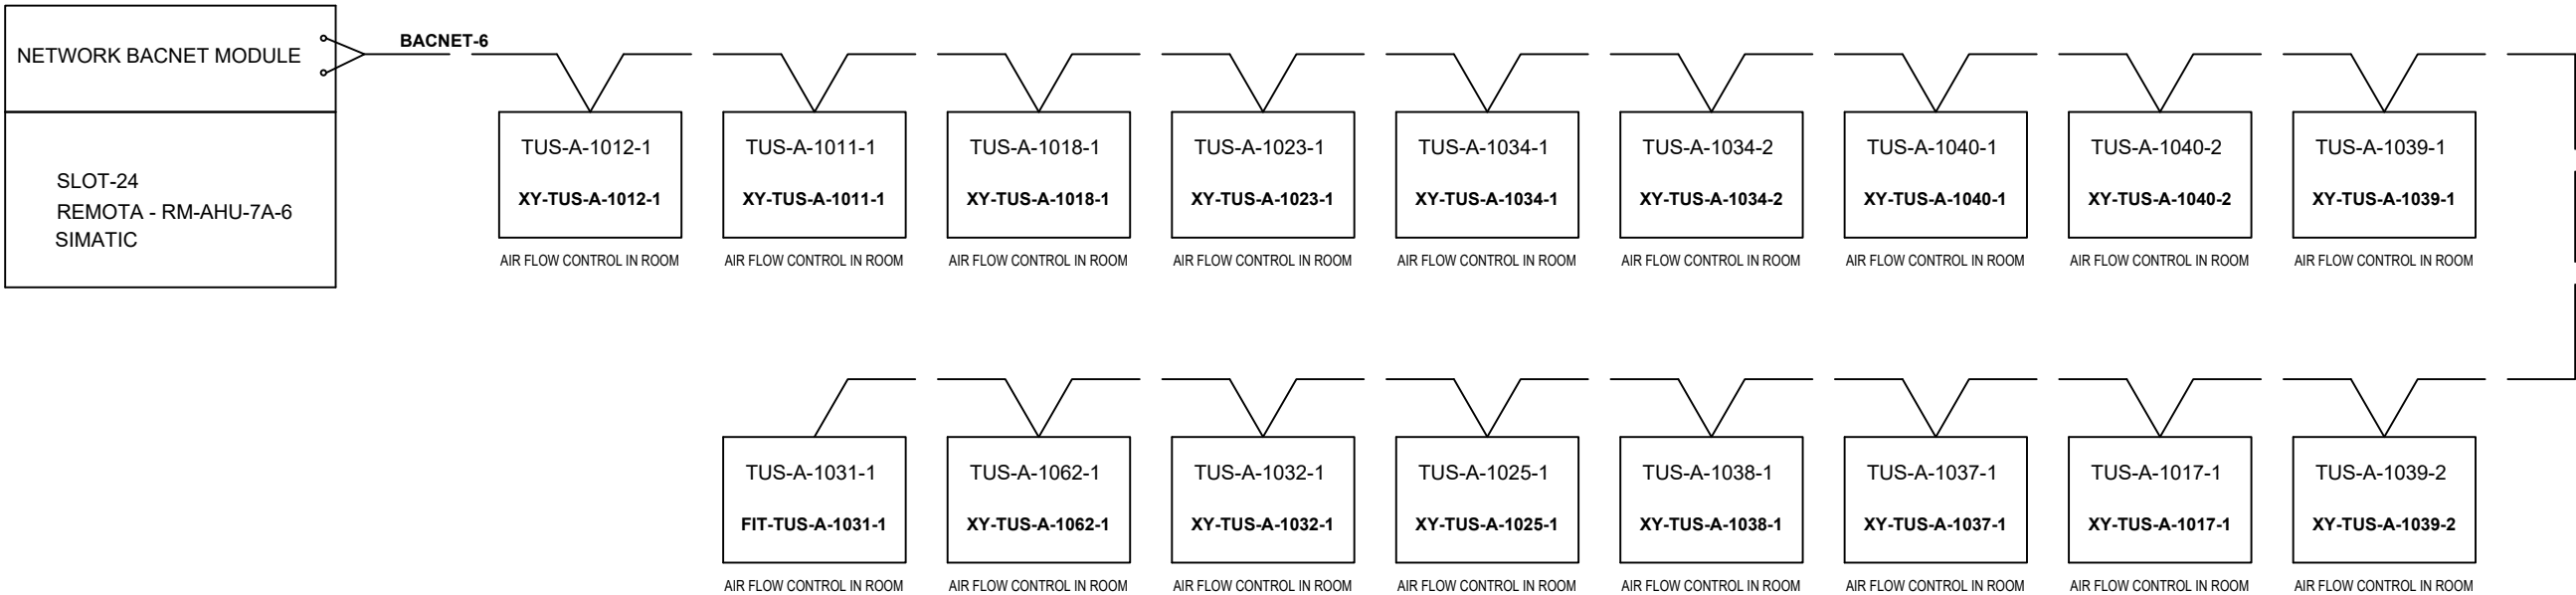 NETWORK BACNET MODULE
BACNET-6
SLOT-24
REMOTA - RM-AHU-7A-6
SIMATIC
TUS-A-1012-1
XY-TUS-A-1012-1
AIR FLOW CONTROL IN ROOM
TUS-A-1011-1
XY-TUS-A-1011-1
AIR FLOW CONTROL IN ROOM
TUS-A-1018-1
XY-TUS-A-1018-1
AIR FLOW CONTROL IN ROOM
TUS-A-1023-1
XY-TUS-A-1023-1
AIR FLOW CONTROL IN ROOM
TUS-A-1034-1
XY-TUS-A-1034-1
AIR FLOW CONTROL IN ROOM
TUS-A-1034-2
XY-TUS-A-1034-2
AIR FLOW CONTROL IN ROOM
TUS-A-1040-1
XY-TUS-A-1040-1
AIR FLOW CONTROL IN ROOM
TUS-A-1040-2
XY-TUS-A-1040-2
AIR FLOW CONTROL IN ROOM
TUS-A-1039-1
XY-TUS-A-1039-1
AIR FLOW CONTROL IN ROOM
TUS-A-1031-1
FIT-TUS-A-1031-1
AIR FLOW CONTROL IN ROOM
TUS-A-1062-1
XY-TUS-A-1062-1
AIR FLOW CONTROL IN ROOM
TUS-A-1032-1
XY-TUS-A-1032-1
AIR FLOW CONTROL IN ROOM
TUS-A-1025-1
XY-TUS-A-1025-1
AIR FLOW CONTROL IN ROOM
TUS-A-1038-1
XY-TUS-A-1038-1
AIR FLOW CONTROL IN ROOM
TUS-A-1037-1
XY-TUS-A-1037-1
AIR FLOW CONTROL IN ROOM
TUS-A-1017-1
XY-TUS-A-1017-1
AIR FLOW CONTROL IN ROOM
TUS-A-1039-2
XY-TUS-A-1039-2
AIR FLOW CONTROL IN ROOM